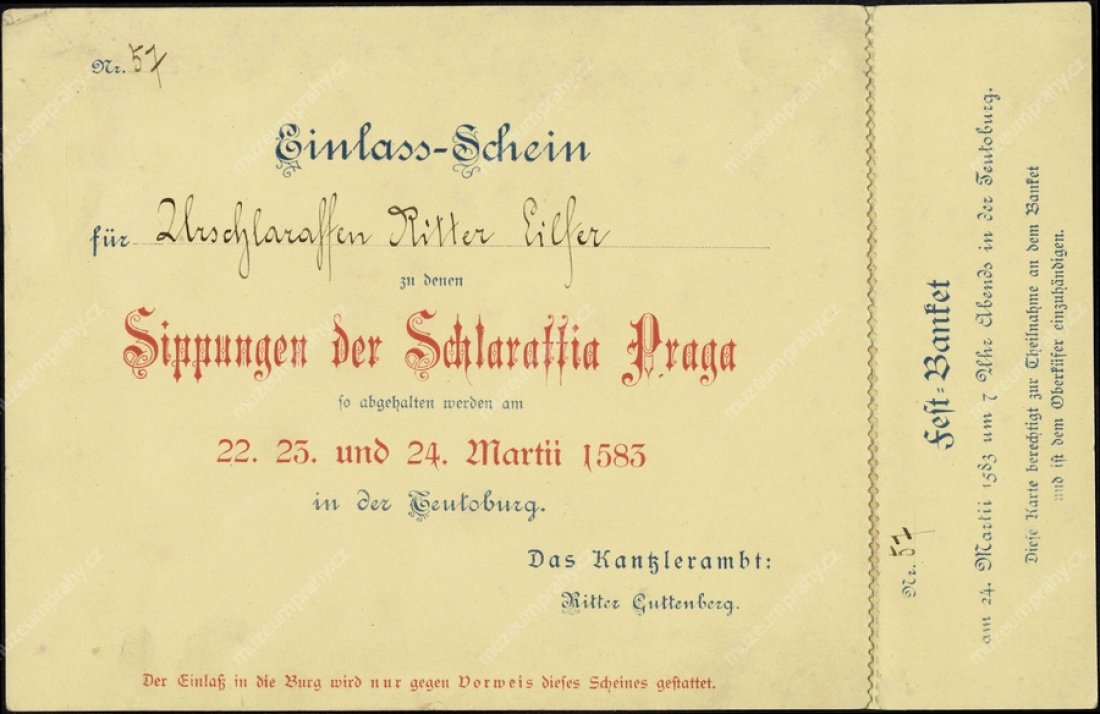 Nr. 57
Einlass-Schein
für Urschlaraffen Ritter Eilfer
zu denen
Sippungen der Schlaraffia Praga
so abgehalten werden am
22. 23. und 24. Martii 1583
in der Teutoburg.
Das Kantzlerambt:
Ritter Guttenberg.
Der Einlaß in die Burg wird nur gegen Vorweis dieses Scheines gestattet.
Nr. 57
Fest-Banket
am 24. Martii 1583 um 7 Uhr Abends in der Teutoburg.
Diese Karte berechtigt zur Theilnahme an dem Banket
und ist dem Oberküfer einzuhändigen.
muzeumprahy.cz